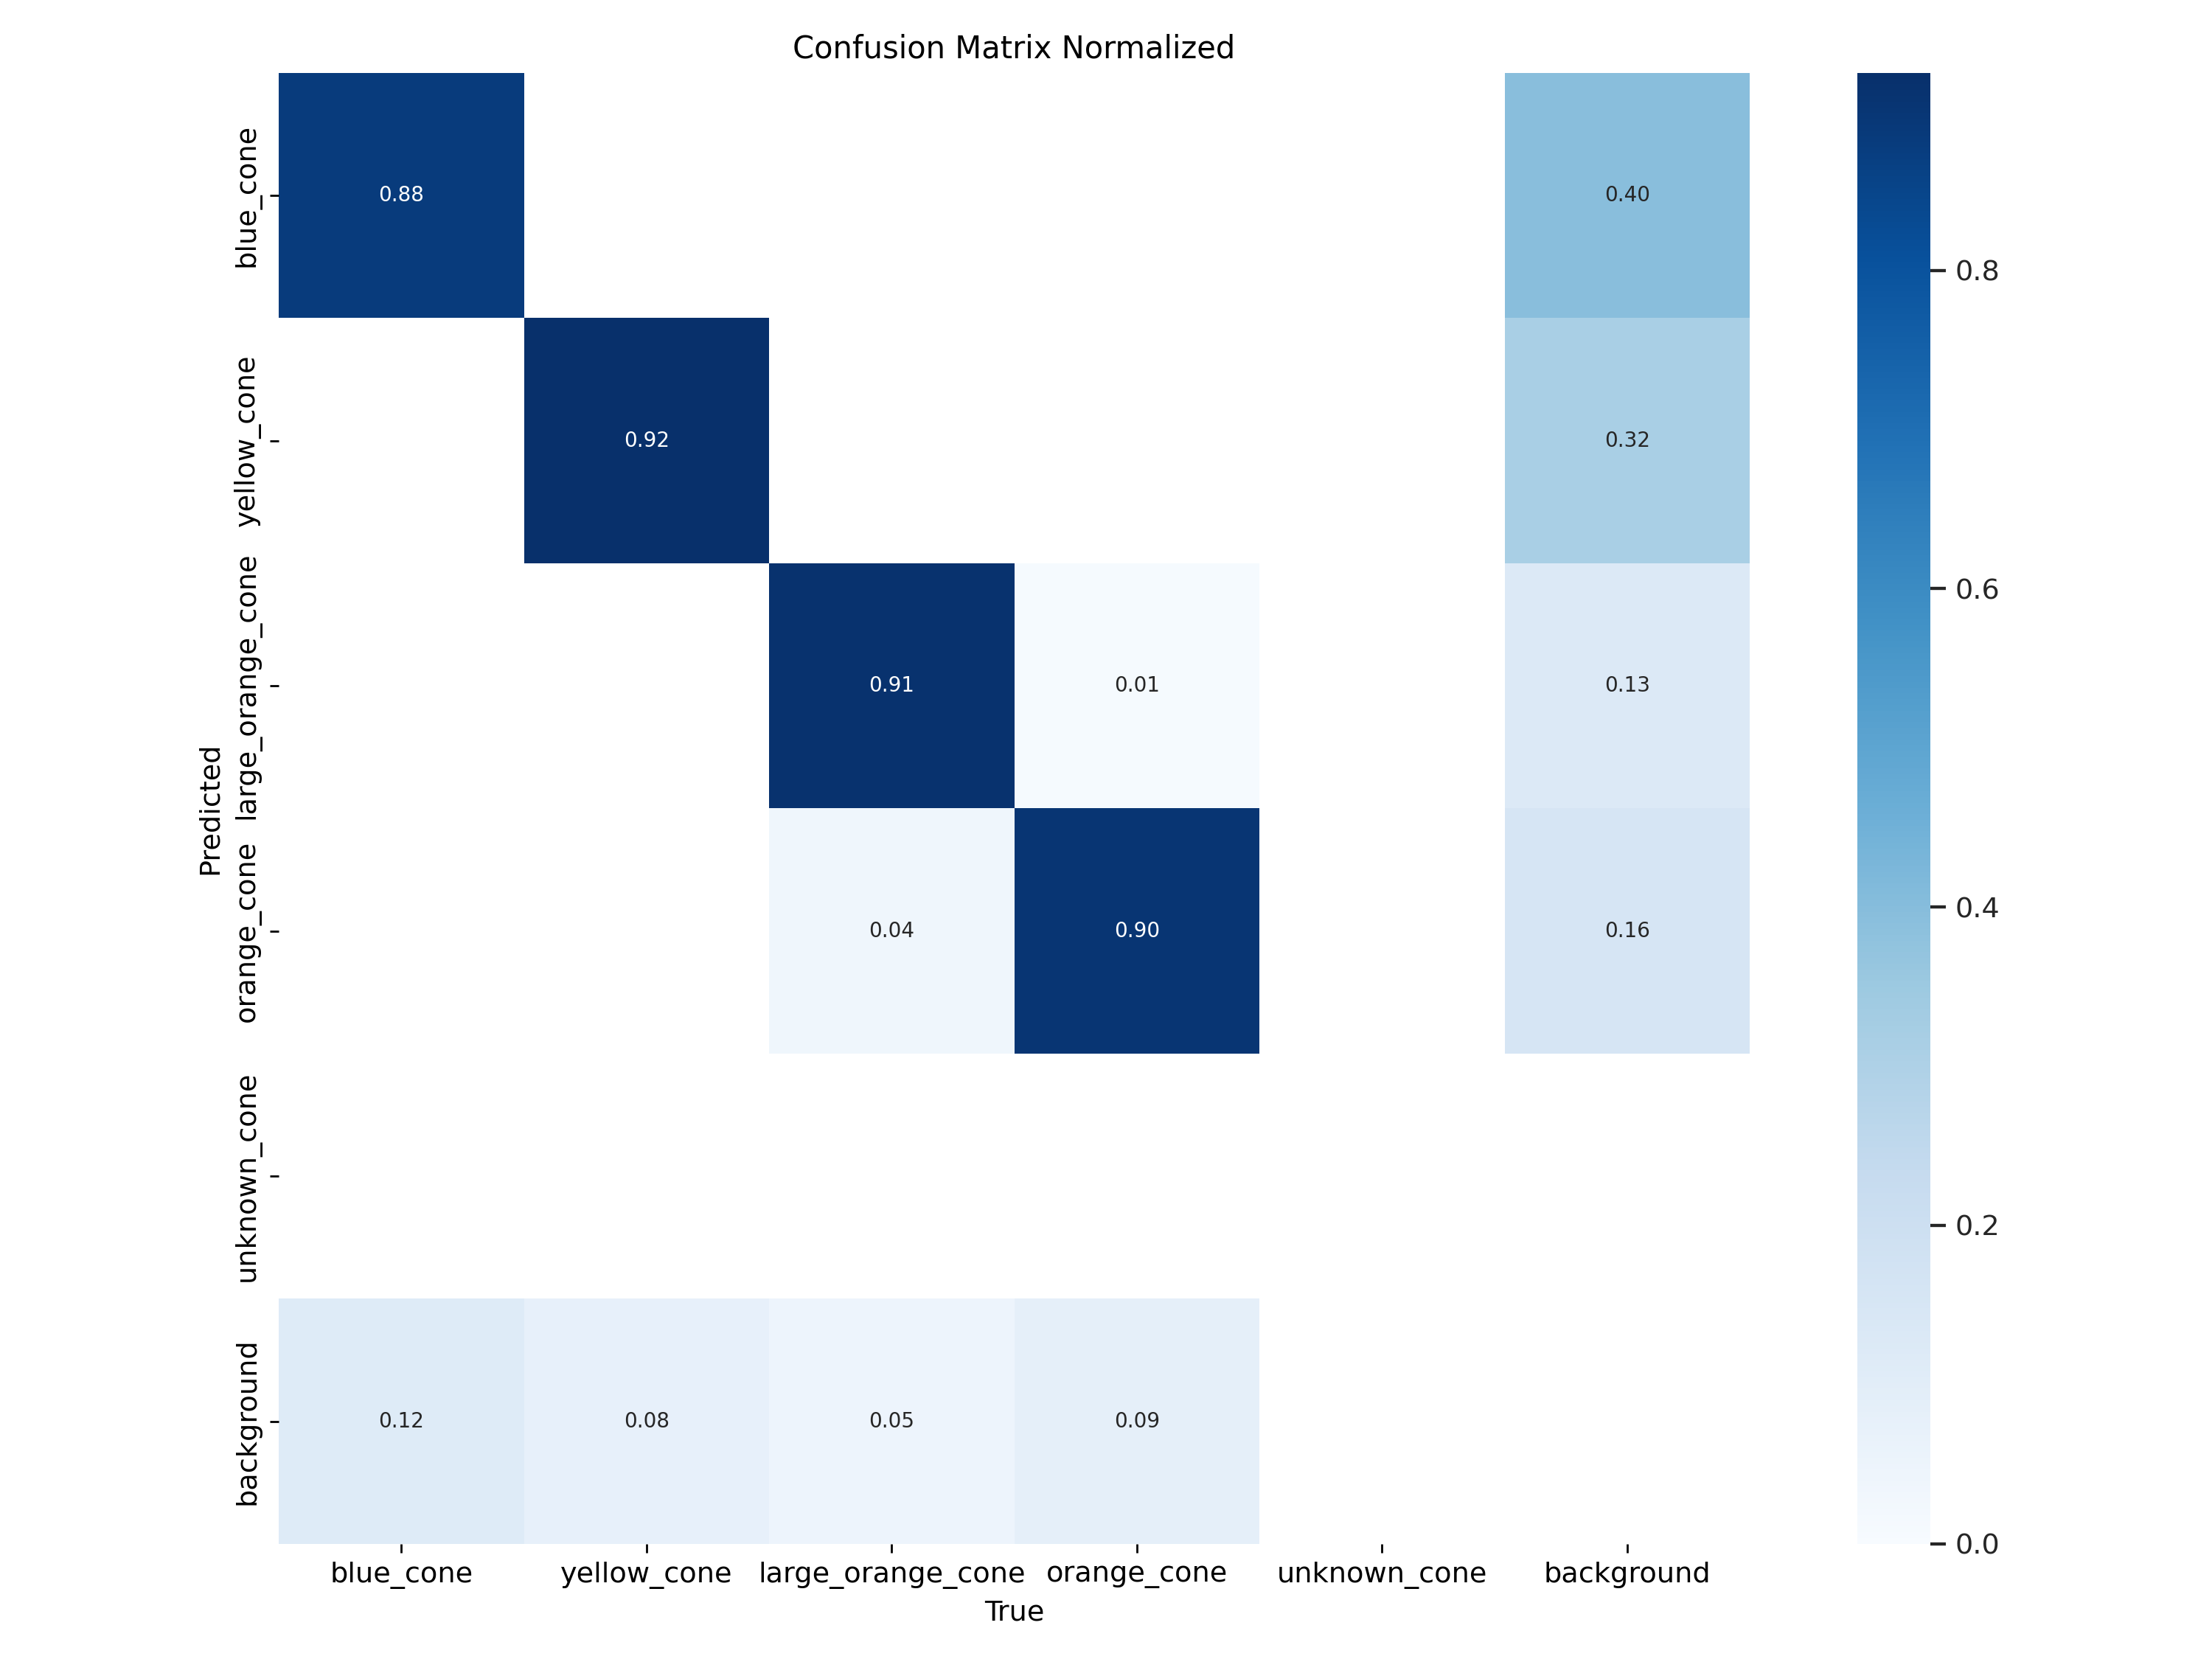 Confusion Matrix Normalized
blue_cone
0.88
0.40
0.8
yellow_cone
0.92
0.32
0.6
large_orange_cone
0.91
0.01
0.13
Predicted
orange_cone
0.04
0.90
0.16
0.4
unknown_cone
0.2
background
0.12
0.08
0.05
0.09
0.0
blue_cone
yellow_cone
large_orange_cone
orange_cone
unknown_cone
background
True